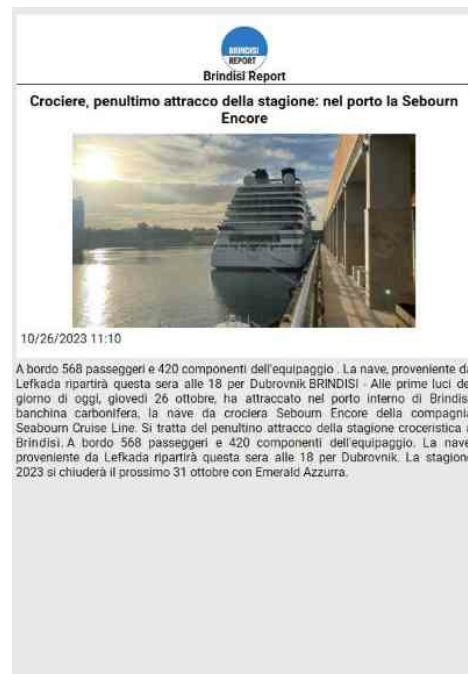 BRINDISI
REPORT
Brindisi Report
Crociere, penultimo attracco della stagione: nel porto la Sebourn
Encore
10/26/2023 11:10
A bordo 568 passeggeri e 420 componenti dell'equipaggio . La nave, proveniente da
Lefkada ripartirà questa sera alle 18 per Dubrovnik BRINDISI - Alle prime luci de
giorno di oggi, giovedì 26 ottobre, ha attraccato nel porto interno di Brindisi
banchina carbonifera, la nave da crociera Sebourn Encore della compagnia
Seabourn Cruise Line. Si tratta del penultino attracco della stagione croceristica a
Brindisi. A bordo 568 passeggeri e 420 componenti dell'equipaggio. La nave
proveniente da Lefkada ripartirà questa sera alle 18 per Dubrovnik. La stagione
2023 si chiuderà il prossimo 31 ottobre con Emerald Azzurra.